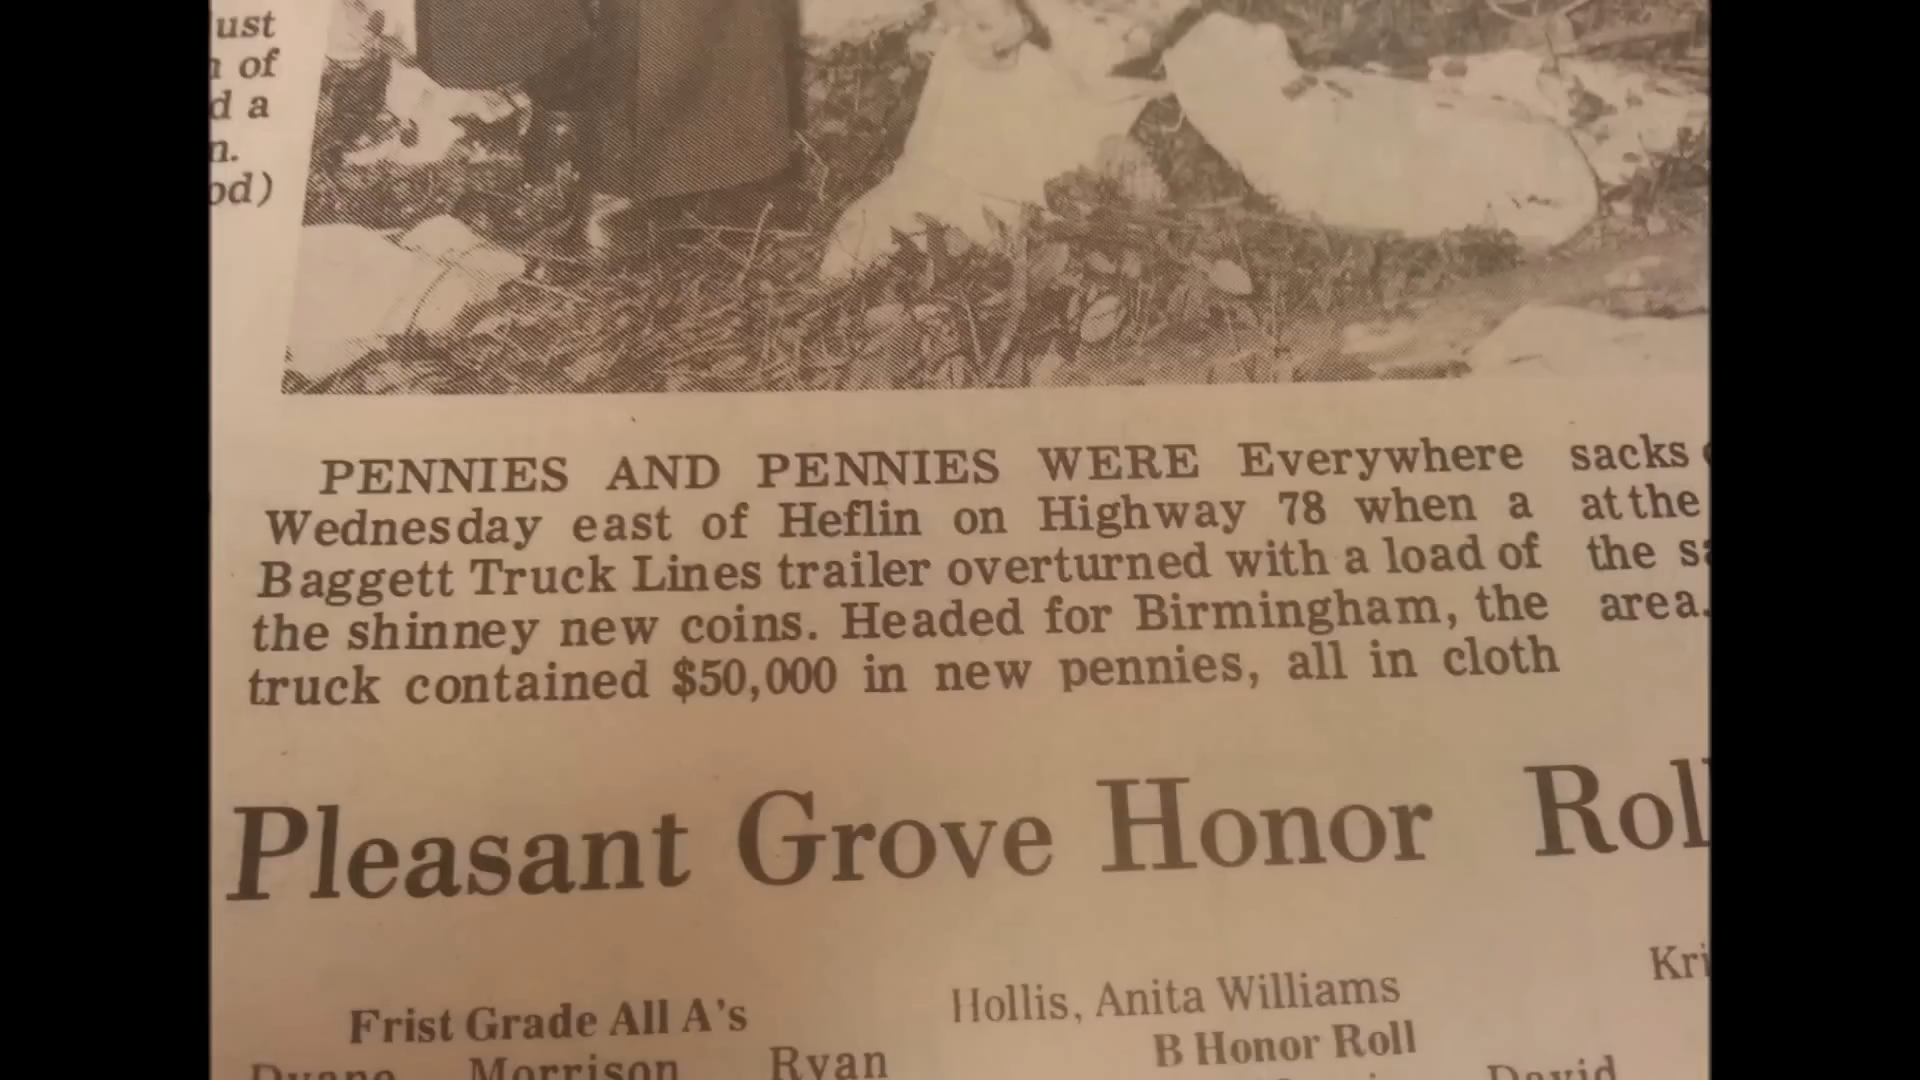 ust
of
d a
n.
od)
PENNIES AND PENNIES WERE Everywhere
Wednesday east of Heflin on Highway 78 when a
Baggett Truck Lines trailer overturned with a load of
the shinney new coins. Headed for Birmingham, the
truck contained $50,000 in new pennies, all in cloth
sacks
at the
the sa
area.
Pleasant Grove Honor Roll
Frist Grade All A's
Duane Morrison Ryan
Hollis, Anita Williams
B Honor Roll
David
Kri